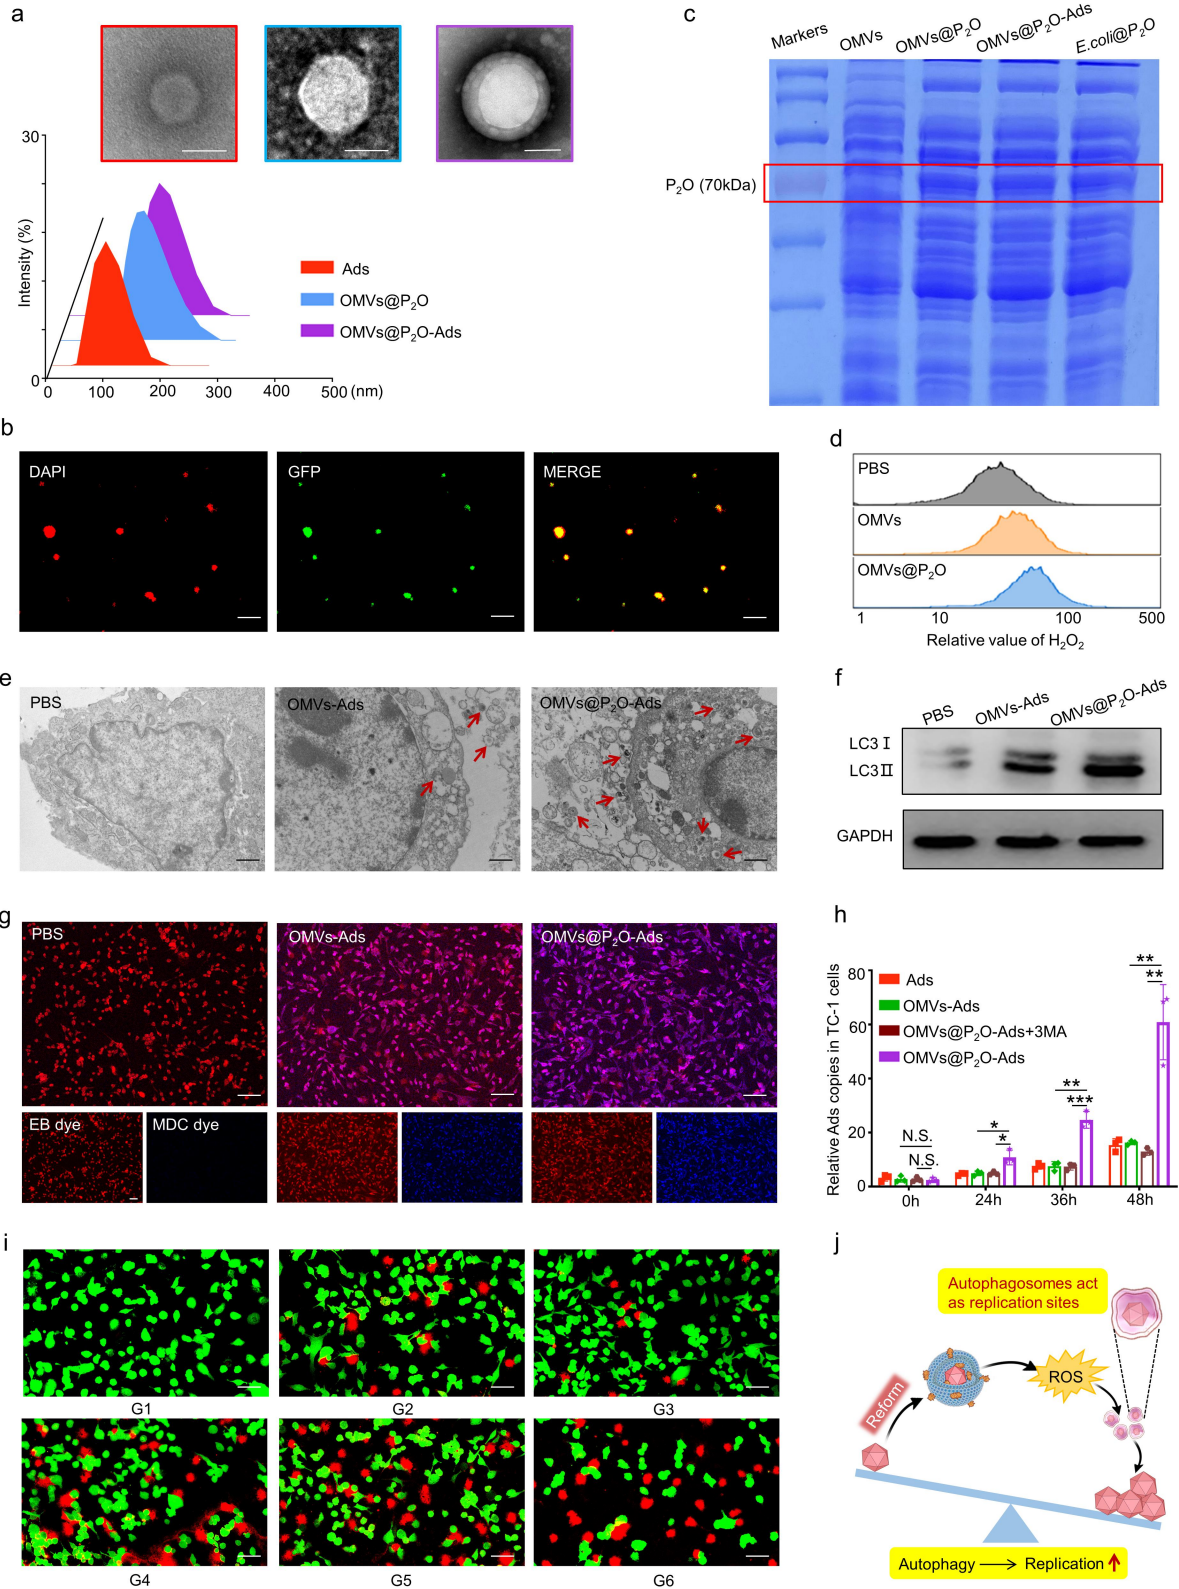 a
30
Intensity (%)
0
0 100 200 300 400 500 (nm)
Ads
OMVs@P₂O
OMVs@P₂O-Ads
b
DAPI
GFP
MERGE
c
Markers OMVs OMVs@P₂O OMVs@P₂O-Ads E.coli@P₂O
P₂O (70kDa)
d
PBS
OMVs
OMVs@P₂O
1 10 100 500
Relative value of H₂O₂
e
PBS
OMVs-Ads
OMVs@P₂O-Ads
f
PBS OMVs-Ads OMVs@P₂O-Ads
LC3 I
LC3 II
GAPDH
g
PBS
OMVs-Ads
OMVs@P₂O-Ads
EB dye
MDC dye
h
Relative Ads copies in TC-1 cells
80
60
40
20
0
Ads
OMVs-Ads
OMVs@P₂O-Ads+3MA
OMVs@P₂O-Ads
N.S.
N.S.
*
*
**
***
**
**
0h 24h 36h 48h
i
G1
G2
G3
G4
G5
G6
j
Autophagosomes act
as replication sites
Reform
ROS
Autophagy → Replication ↑